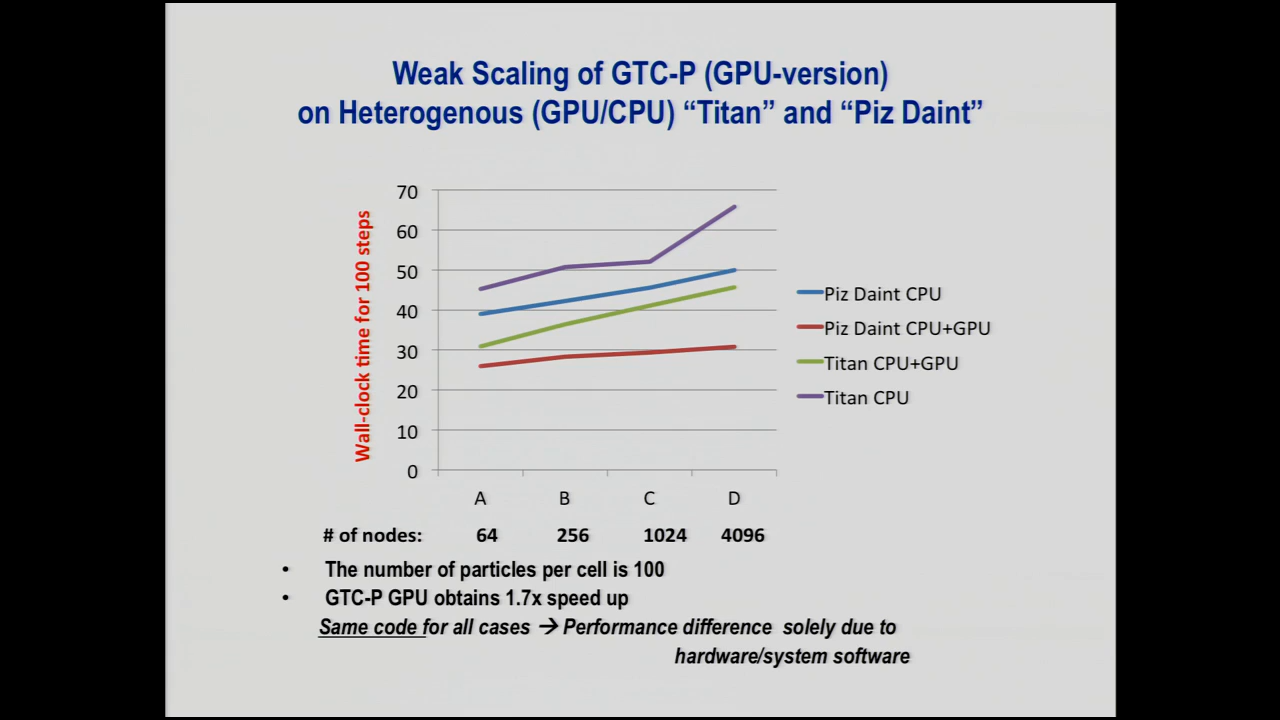 Weak Scaling of GTC-P (GPU-version)
on Heterogenous (GPU/CPU) “Titan” and “Piz Daint”
Wall-clock time for 100 steps
70
60
50
40
30
20
10
0
A B C D
Piz Daint CPU
Piz Daint CPU+GPU
Titan CPU+GPU
Titan CPU
# of nodes: 64 256 1024 4096
• The number of particles per cell is 100
• GTC-P GPU obtains 1.7x speed up
Same code for all cases → Performance difference solely due to
hardware/system software